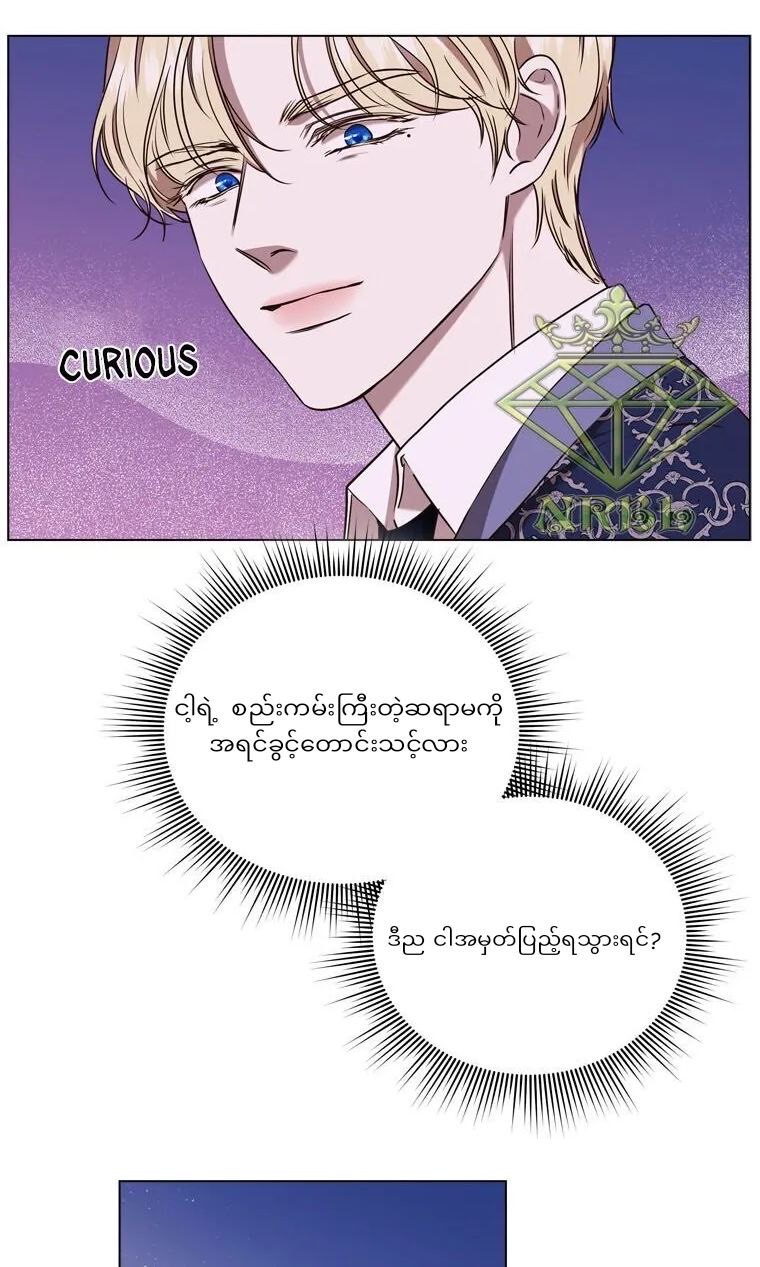 CURIOUS
NRBL
ငါ့ရဲ့ စည်းကမ်းကြီးတဲ့ဆရာမကို
အရင်ခွင့်တောင်းသင့်လား
ဒီည ငါအမှတ်ပြည့်ရသွားရင်?